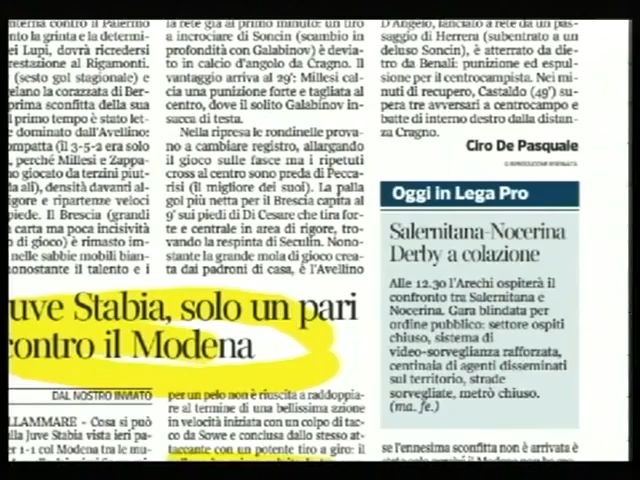 contro il Palermo
to la grinta e la determi-
ei Lupi, dovrà ricredersi
restazione al Rigamonti.
(sesto gol stagionale) e
elano la corazzata di Ber-
prima sconfitta della sua
l primo tempo è stato let-
dominato dall'Avellino:
ompatta (il 3-5-2 era solo
, perché Millesi e Zappa-
no giocato da terzini piut-
da ali), densità davanti al-
igore e ripartenze veloci
piede. Il Brescia (grandi
carta ma poca incisività
di gioco) è rimasto im-
nelle sabbie mobili bian-
onostante il talento e i
rete già al primo minuto: un tiro
a incrociare di Soncin (scambio in
profondità con Galabinov) è devia-
to in calcio d'angolo da Cragno. Il
vantaggio arriva al 29': Millesi cal-
cia una punizione forte e tagliata al
centro, dove il solito Galabinov in-
sacca di testa.
Nella ripresa le rondinelle prova-
no a cambiare registro, allargando
il gioco sulle fasce ma i ripetuti
cross al centro sono preda di Pecca-
risi (il migliore dei suoi). La palla
gol più netta per il Brescia capita al
9' sui piedi di Di Cesare che tira for-
te e centrale in area di rigore, tro-
vando la respinta di Seculin. Nono-
stante la grande mola di gioco crea-
ta dai padroni di casa, è l'Avellino
D'Angelo, lanciato a rete da un pas-
saggio di Herrera (subentrato a un
deluso Soncin), è atterrato da die-
tro da Benali: punizione ed espul-
sione per il centrocampista. Nei mi-
nuti di recupero, Castaldo (49') su-
pera tre avversari a centrocampo e
batte di interno destro dalla distan-
za Cragno.
Ciro De Pasquale
Oggi in Lega Pro
Salernitana-Nocerina
Derby a colazione
Alle 12.30 l'Arechi ospiterà il
confronto tra Salernitana e
Nocerina. Gara blindata per
ordine pubblico: settore ospiti
chiuso, sistema di
video-sorveglianza rafforzata,
centinaia di agenti disseminati
sul territorio, strade
sorvegliate, metrò chiuso.
(ma. fe.)
uve Stabia, solo un pari
contro il Modena
DAL NOSTRO INVIATO
LLAMMARE - Cosa si può
lla Juve Stabia vista ieri pa-
er 1-1 col Modena tra le mu-
per un pelo non è riuscita a raddoppia-
re al termine di una bellissima azione
in velocità iniziata con un colpo di tac-
co da Sowe e conclusa dallo stesso at-
taccante con un potente tiro a giro: il
se l'ennesima sconfitta non è arrivata è